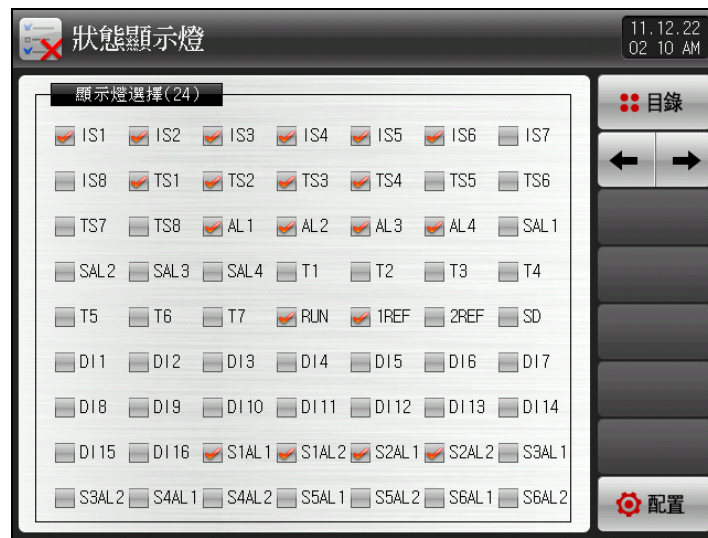 狀態顯示燈
11.12.22
02 10 AM
顯示燈選擇(24)
IS1 IS2 IS3 IS4 IS5 IS6 IS7
IS8 TS1 TS2 TS3 TS4 TS5 TS6
TS7 TS8 AL1 AL2 AL3 AL4 SAL1
SAL2 SAL3 SAL4 T1 T2 T3 T4
T5 T6 T7 RUN 1REF 2REF SD
DI1 DI2 DI3 DI4 DI5 DI6 DI7
DI8 DI9 DI10 DI11 DI12 DI13 DI14
DI15 DI16 S1AL1 S1AL2 S2AL1 S2AL2 S3AL1
S3AL2 S4AL1 S4AL2 S5AL1 S5AL2 S6AL1 S6AL2
目錄
配置